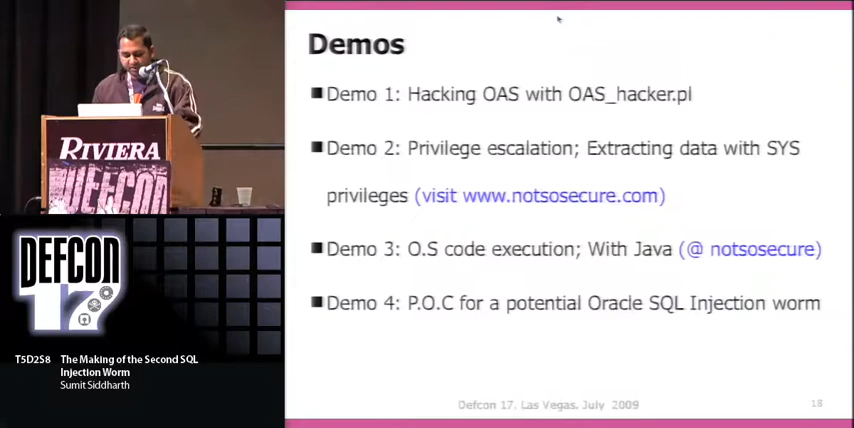 RIVIERA
DEFCON
DEFCON
17
T5D2S8 The Making of the Second SQL
Injection Worm
Sumit Siddharth
Demos
Demo 1: Hacking OAS with OAS_hacker.pl
Demo 2: Privilege escalation; Extracting data with SYS
privileges (visit www.notsosecure.com)
Demo 3: O.S code execution; With Java (@ notsosecure)
Demo 4: P.O.C for a potential Oracle SQL Injection worm
Defcon 17, Las Vegas, July 2009
18